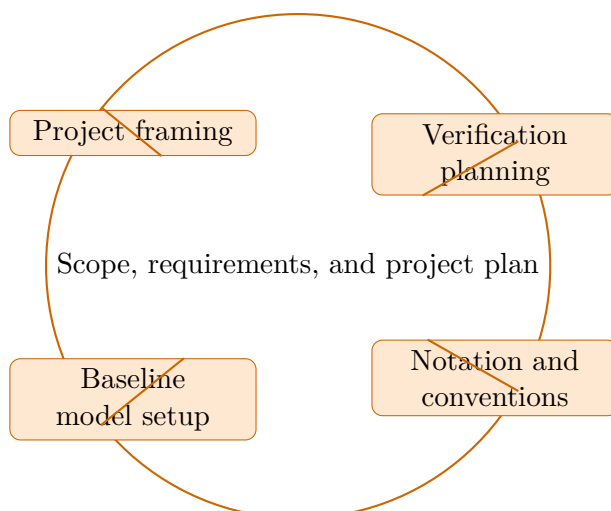 Project framing
Verification
planning
Scope, requirements, and project plan
Baseline
model setup
Notation and
conventions